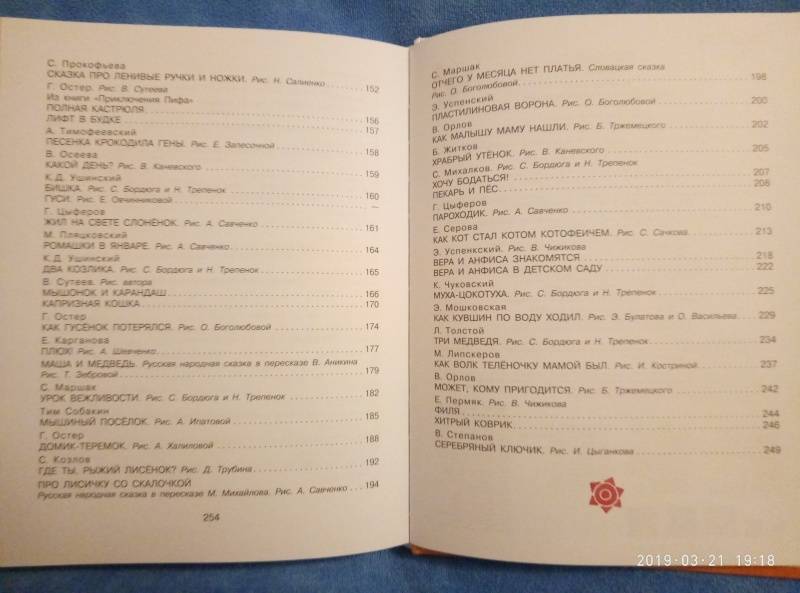 С. Прокофьева
СКАЗКА ПРО ЛЕНИВЫЕ РУЧКИ И НОЖКИ. Рис. Н. Салиенко 152
Г. Остер. Рис. В. Сутеева
Из книги «Приключения Пифа»
ПОЛНАЯ КАСТРЮЛЯ 156
ЛИФТ В БУДКЕ 157
А. Тимофеевский
ПЕСЕНКА КРОКОДИЛА ГЕНЫ. Рис. Е. Запесочной 158
В. Осеева
КАКОЙ ДЕНЬ? Рис. В. Каневского 159
К.Д. Ушинский
БИШКА. Рис. С. Бордюга и Н. Трепенок 160
ГУСИ. Рис. Е. Овчинниковой —
Г. Цыферов
ЖИЛ НА СВЕТЕ СЛОНЁНОК. Рис. А. Савченко 161
М. Пляцковский
РОМАШКИ В ЯНВАРЕ. Рис. А. Савченко 164
К.Д. Ушинский
ДВА КОЗЛИКА. Рис. С. Бордюга и Н. Трепенок 165
В. Сутеев. Рис. автора
МЫШОНОК И КАРАНДАШ 166
КАПРИЗНАЯ КОШКА 170
Г. Остер
КАК ГУСЁНОК ПОТЕРЯЛСЯ. Рис. О. Боголюбовой 174
Е. Карганова
ПЛЮХ! Рис. А. Шевченко 177
МАША И МЕДВЕДЬ. Русская народная сказка в пересказе В. Аникина
Рис. Т. Зебровой 179
С. Маршак
УРОК ВЕЖЛИВОСТИ. Рис. С. Бордюга и Н. Трепенок 182
Тим Собакин
МЫШИНЫЙ ПОСЁЛОК. Рис. А. Ипатовой 185
Г. Остер
ДОМИК-ТЕРЕМОК. Рис. А. Халиловой 188
С. Козлов
ГДЕ ТЫ, РЫЖИЙ ЛИСЁНОК? Рис. Д. Трубина 192
ПРО ЛИСИЧКУ СО СКАЛОЧКОЙ
Русская народная сказка в пересказе М. Михайлова. Рис. А. Савченко 194
254
С. Маршак
ОТЧЕГО У МЕСЯЦА НЕТ ПЛАТЬЯ. Словацкая сказка
Рис. О. Боголюбовой 198
Э. Успенский
ПЛАСТИЛИНОВАЯ ВОРОНА. Рис. О. Боголюбовой 200
В. Орлов
КАК МАЛЫШУ МАМУ НАШЛИ. Рис. Б. Тржемецкого 202
Б. Житков
ХРАБРЫЙ УТЁНОК. Рис. В. Каневского 205
С. Михалков. Рис. С. Бордюга и Н. Трепенок
ХОЧУ БОДАТЬСЯ! 207
ПЕКАРЬ И ПЁС 208
Г. Цыферов
ПАРОХОДИК. Рис. А. Савченко 210
Е. Серова
КАК КОТ СТАЛ КОТОМ КОТОФЕИЧЕМ. Рис. С. Сачкова 213
Э. Успенкский. Рис. В. Чижикова
ВЕРА И АНФИСА ЗНАКОМЯТСЯ 218
ВЕРА И АНФИСА В ДЕТСКОМ САДУ 222
К. Чуковский
МУХА-ЦОКОТУХА. Рис. С. Бордюга и Н. Трепенок 225
Э. Мошковская
КАК КУВШИН ПО ВОДУ ХОДИЛ. Рис. Э. Булатова и О. Васильева 229
Л. Толстой
ТРИ МЕДВЕДЯ. Рис. С. Бордюга и Н. Трепенок 234
М. Липскеров
КАК ВОЛК ТЕЛЁНОЧКУ МАМОЙ БЫЛ. Рис. И. Костриной 237
В. Орлов
МОЖЕТ, КОМУ ПРИГОДИТСЯ. Рис. Б. Тржемецкого 242
Е. Пермяк. Рис. В. Чижикова
ФИЛЯ 244
ХИТРЫЙ КОВРИК 246
В. Степанов
СЕРЕБРЯНЫЙ КЛЮЧИК. Рис. И. Цыганкова 249
2019-03-21 19:18